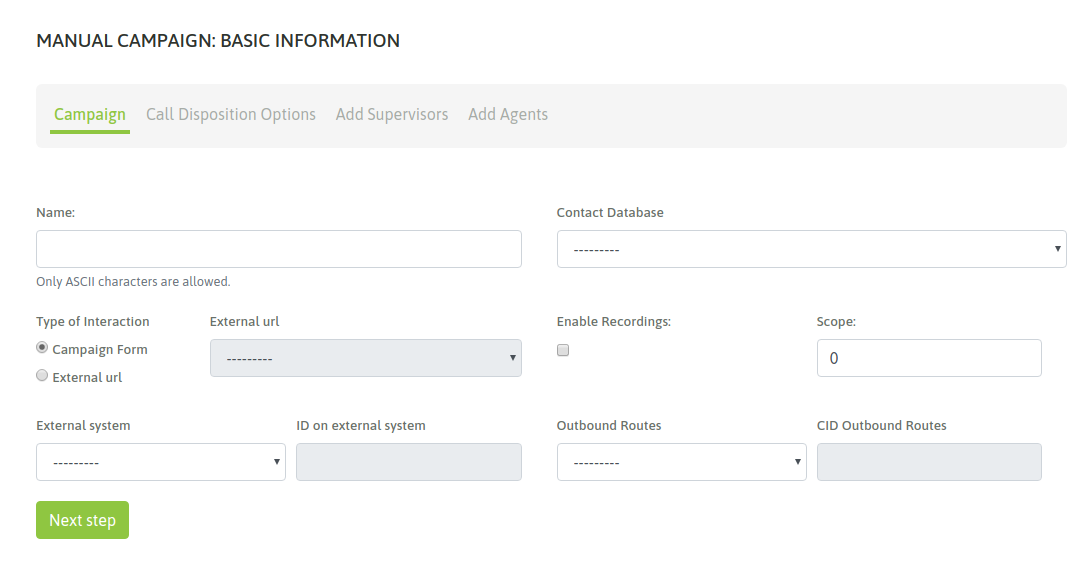 MANUAL CAMPAIGN: BASIC INFORMATION
Campaign Call Disposition Options Add Supervisors Add Agents
Name: Contact Database
---------
Only ASCII characters are allowed.
Type of Interaction External url Enable Recordings: Scope:
Campaign Form --------- 0
External url
External system ID on external system Outbound Routes CID Outbound Routes
--------- ---------
Next step